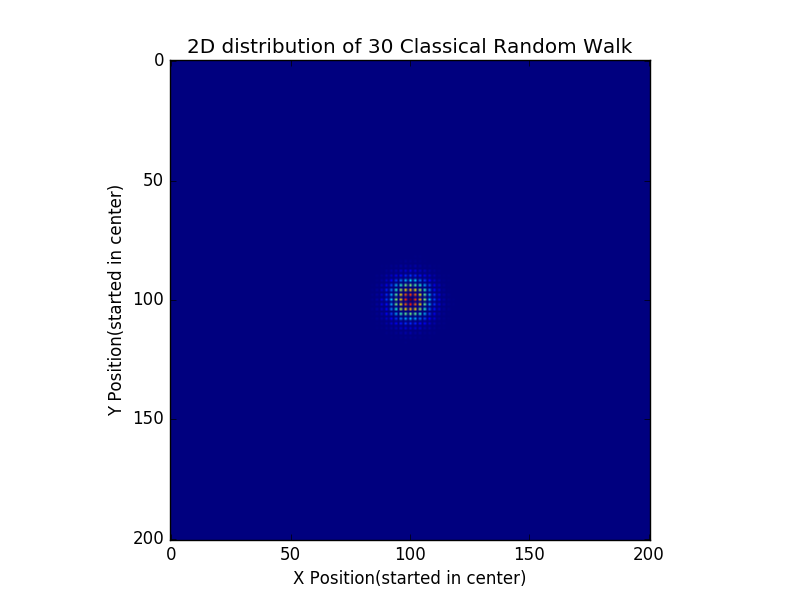 2D distribution of 30 Classical Random Walk
0
50
100
150
200
Y Position(started in center)
0 50 100 150 200
X Position(started in center)